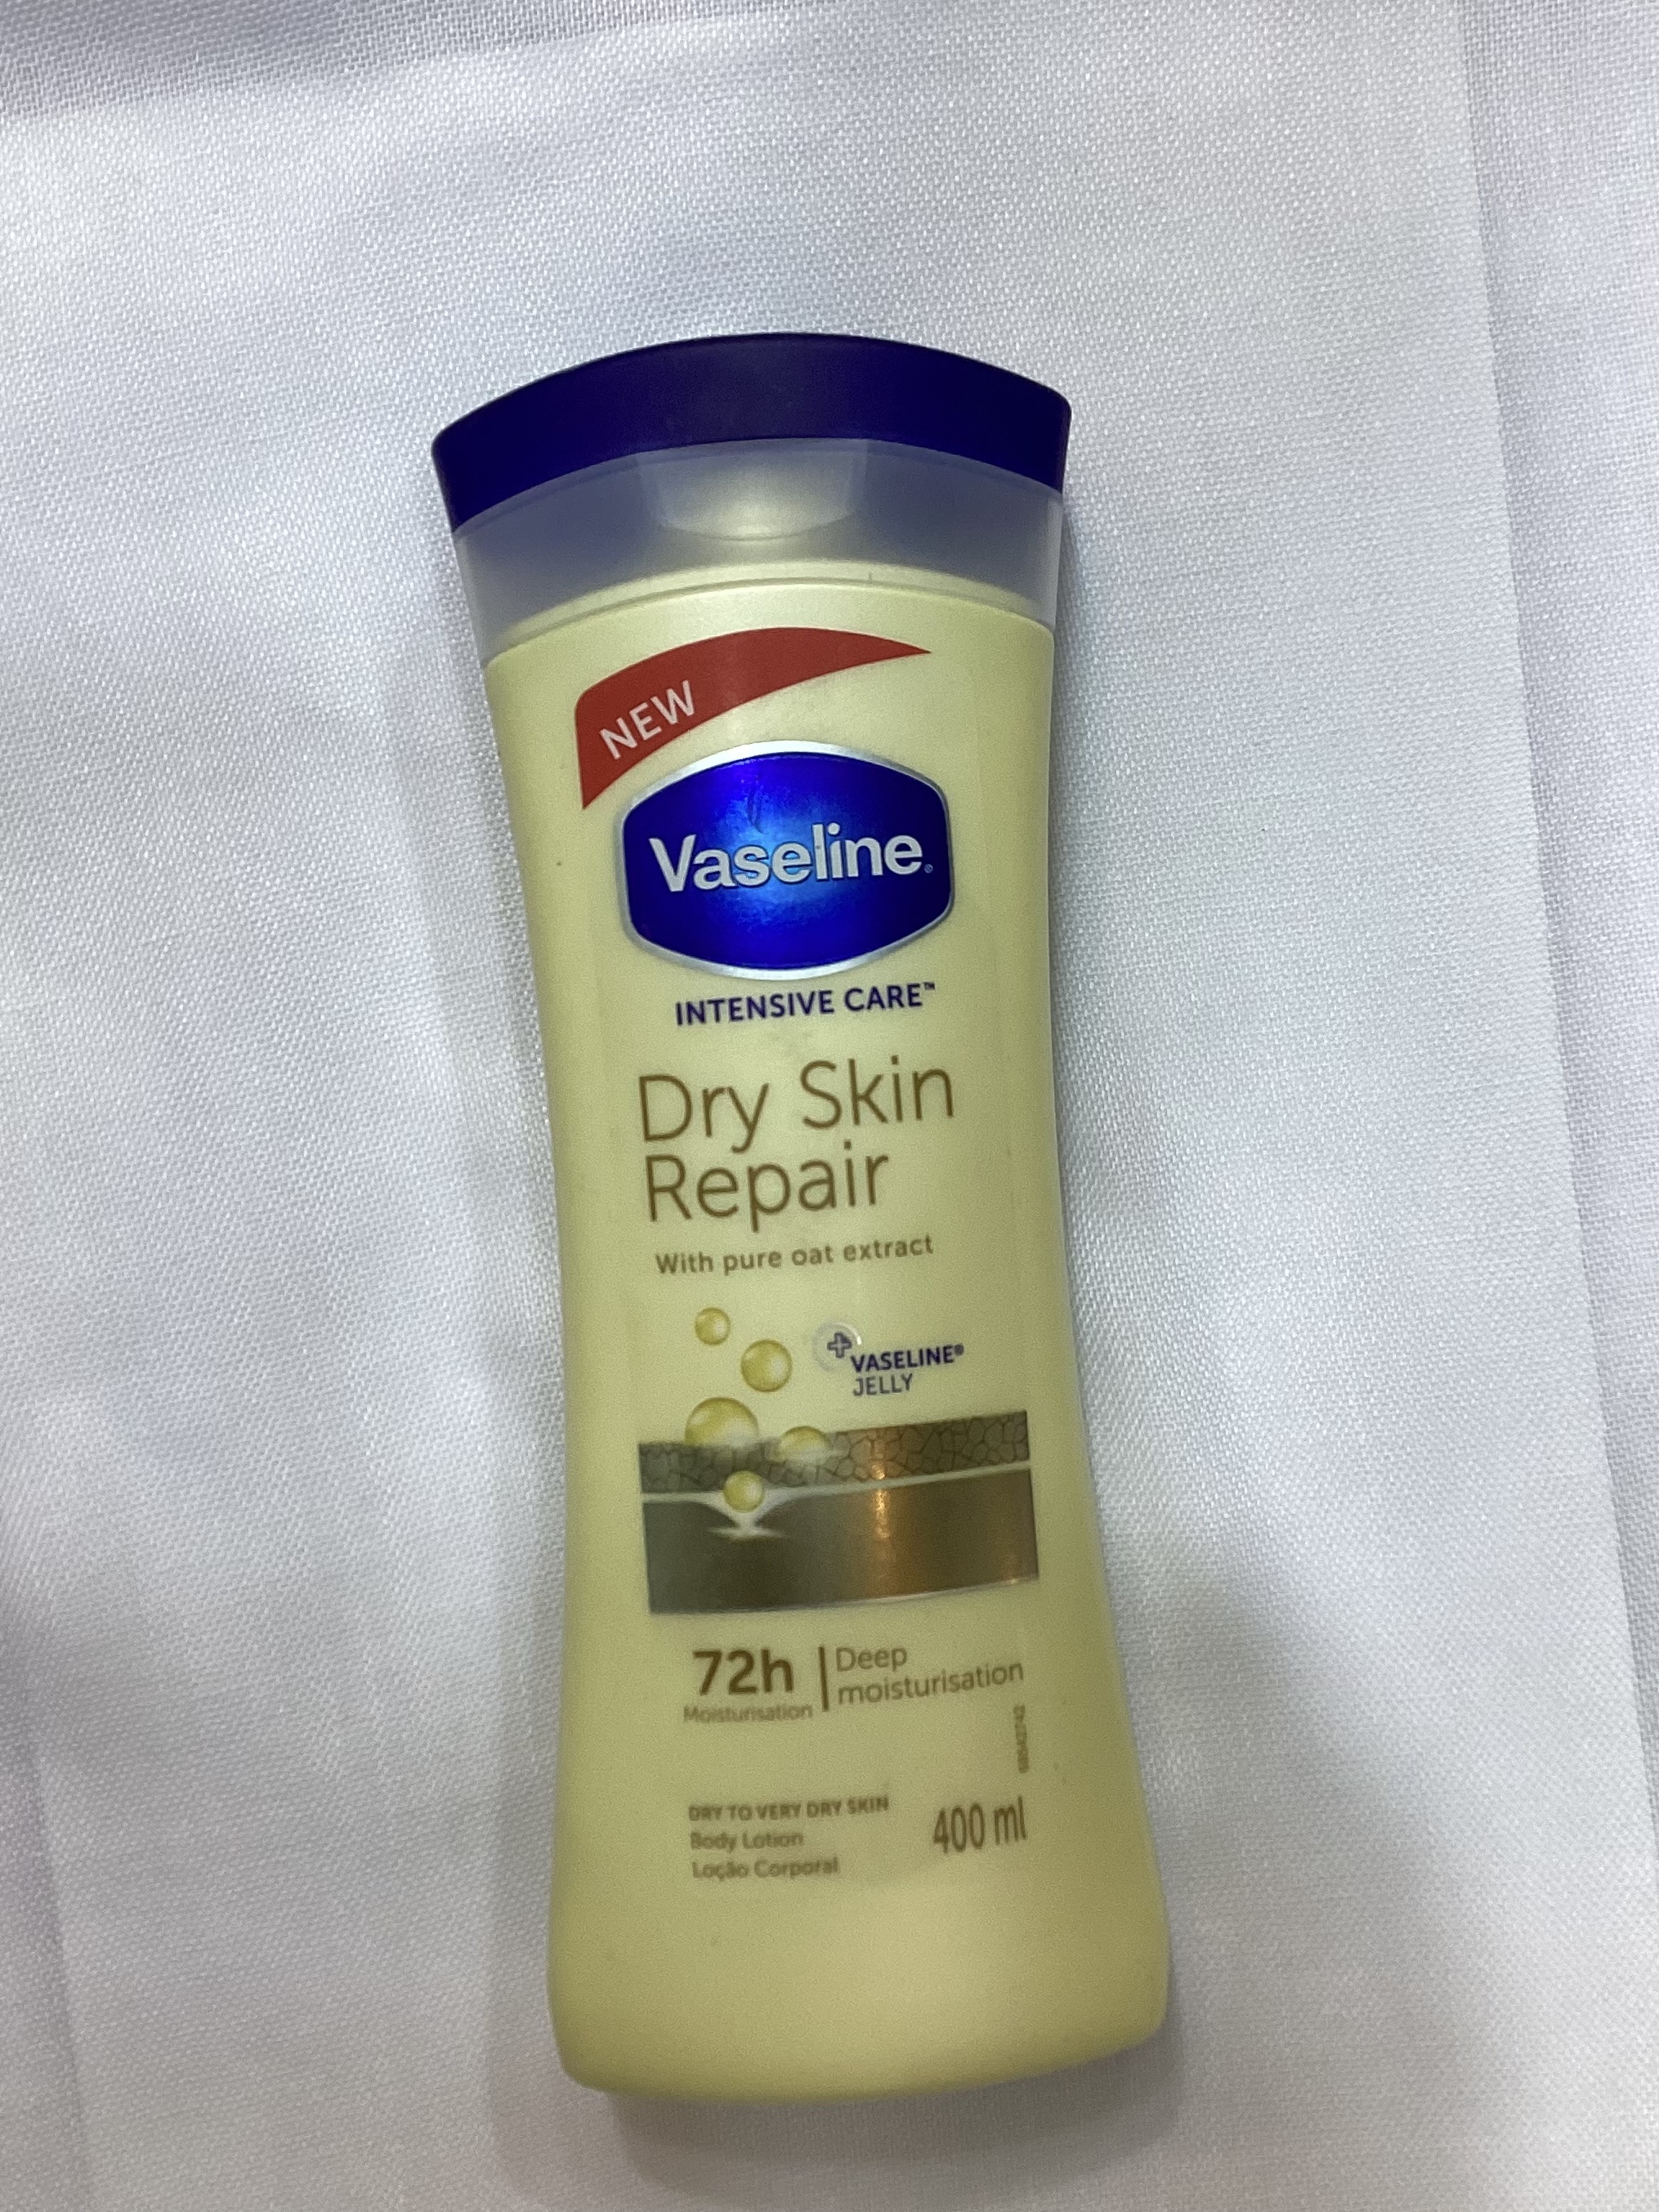 NEW
Vaseline®
INTENSIVE CARE™
Dry Skin
Repair
With pure oat extract
VASELINE®
JELLY
72h
Moisturisation
Deep
moisturisation
DRY TO VERY DRY SKIN
Body Lotion
Loção Corporal
400 ml